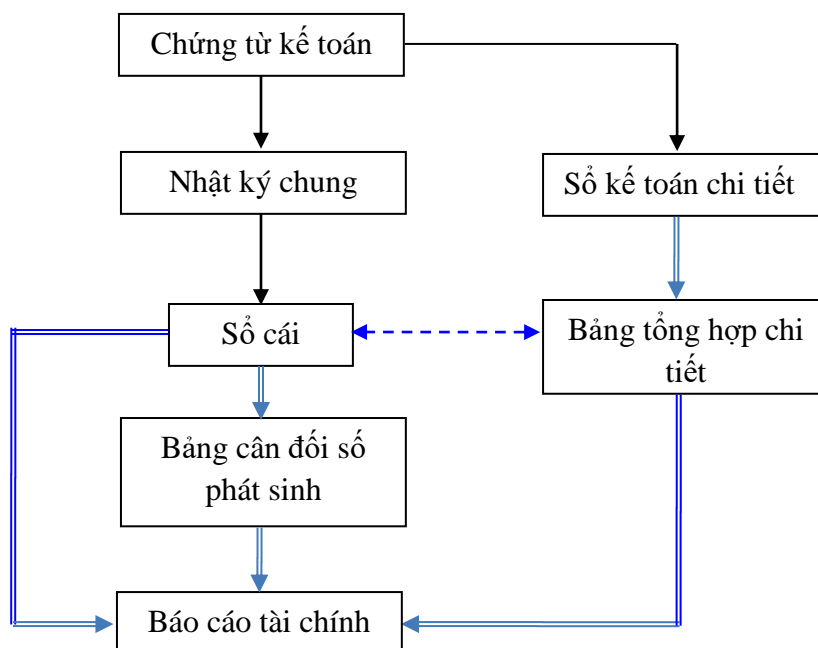 Chứng từ kế toán
Nhật ký chung
Sổ kế toán chi tiết
Sổ cái
Bảng tổng hợp chi
tiết
Bảng cân đối số
phát sinh
Báo cáo tài chính